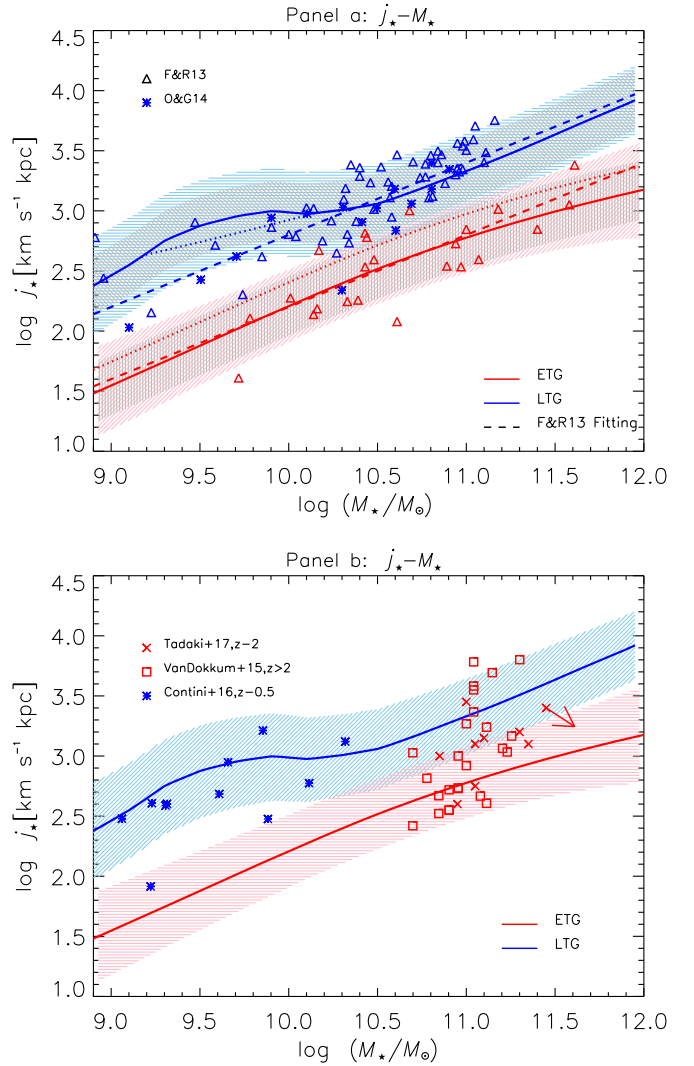 Panel a: j⋆−M⋆
4.5
4.0
3.5
3.0
2.5
2.0
1.5
1.0
log j⋆[km s⁻¹ kpc]
F&R13
O&G14
ETG
LTG
F&R13 Fitting
9.0 9.5 10.0 10.5 11.0 11.5 12.0
log (M⋆/M⊙)
Panel b: j⋆−M⋆
4.5
4.0
3.5
3.0
2.5
2.0
1.5
1.0
log j⋆[km s⁻¹ kpc]
Tadaki+17,z−2
VanDokkum+15,z>2
Contini+16,z−0.5
ETG
LTG
9.0 9.5 10.0 10.5 11.0 11.5 12.0
log (M⋆/M⊙)